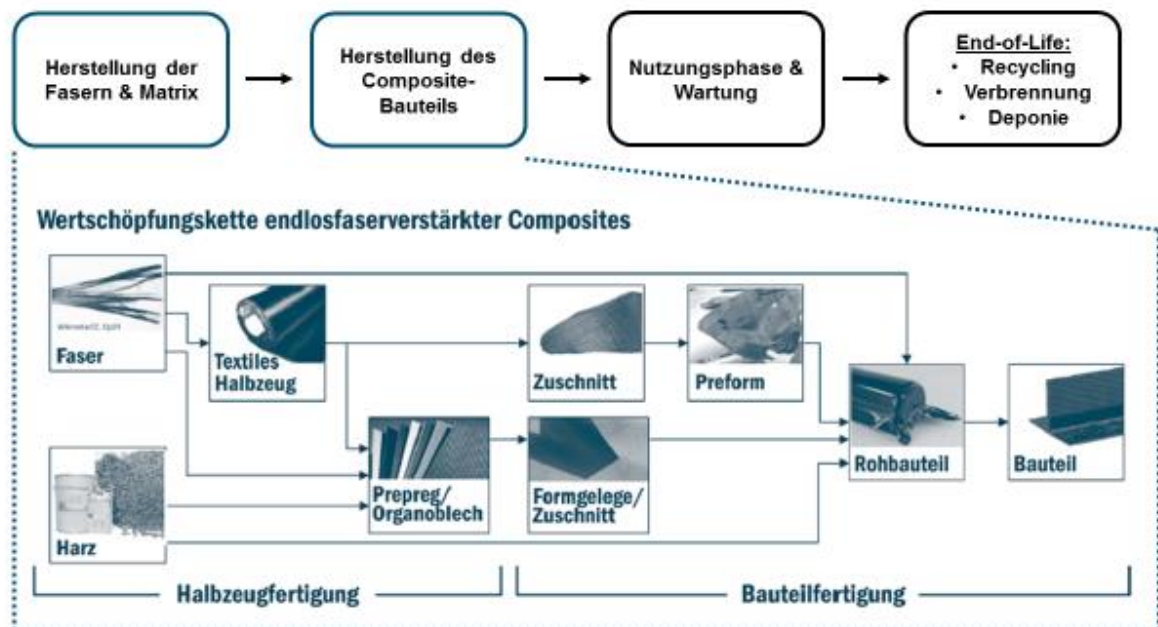 Herstellung der
Fasern & Matrix
Herstellung des
Composite-
Bauteils
Nutzungsphase &
Wartung
End-of-Life:
• Recycling
• Verbrennung
• Deponie
Wertschöpfungskette endlosfaserverstärkter Composites
Faser
Textiles
Halbzeug
Zuschnitt
Preform
Harz
Prepreg/
Organoblech
Formgelege/
Zuschnitt
Rohbauteil
Bauteil
Halbzeugfertigung
Bauteilfertigung